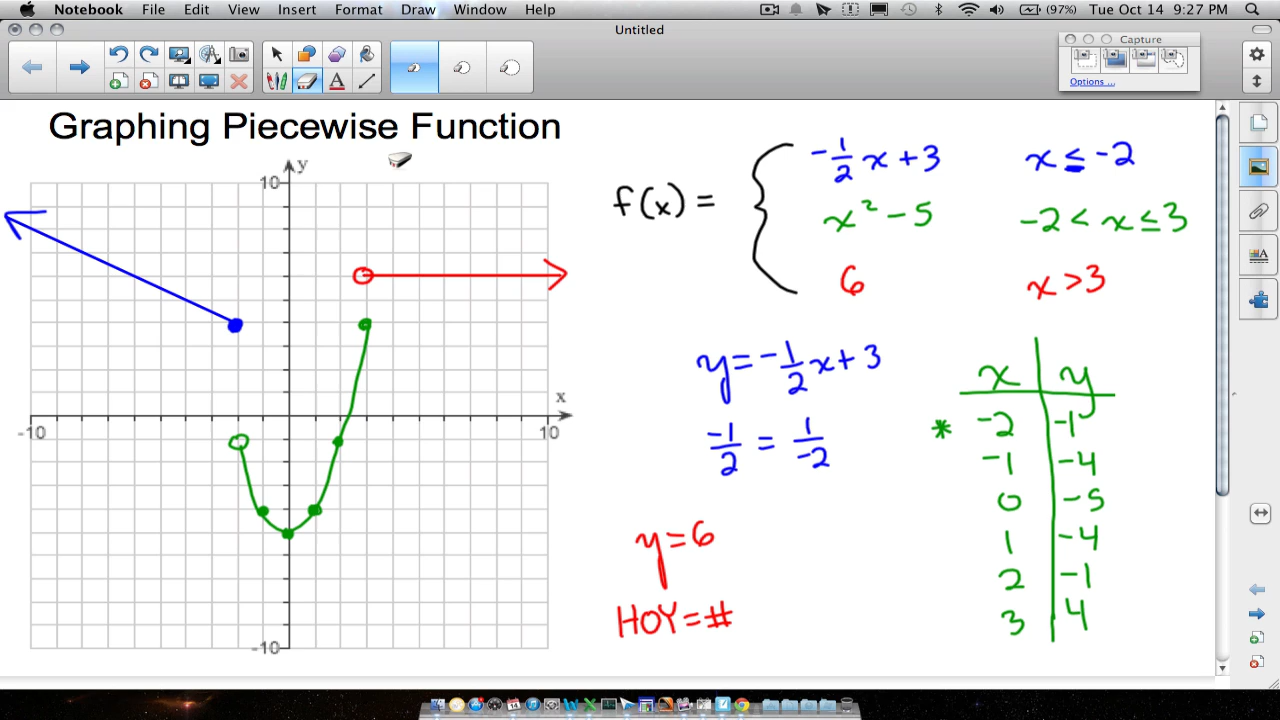 Notebook File Edit View Insert Format Draw Window Help (97%) Tue Oct 14 9:27 PM
Untitled
Capture
Options ...
Graphing Piecewise Function
y
10
x
-10
10
-10
f(x) =
-1/2 x + 3 x ≤ -2
x² - 5 -2 < x ≤ 3
6 x > 3
y = -1/2 x + 3
-1/2 = 1/-2
y = 6
HOY = #
x y
* -2 -1
-1 -4
0 -5
1 -4
2 -1
3 4